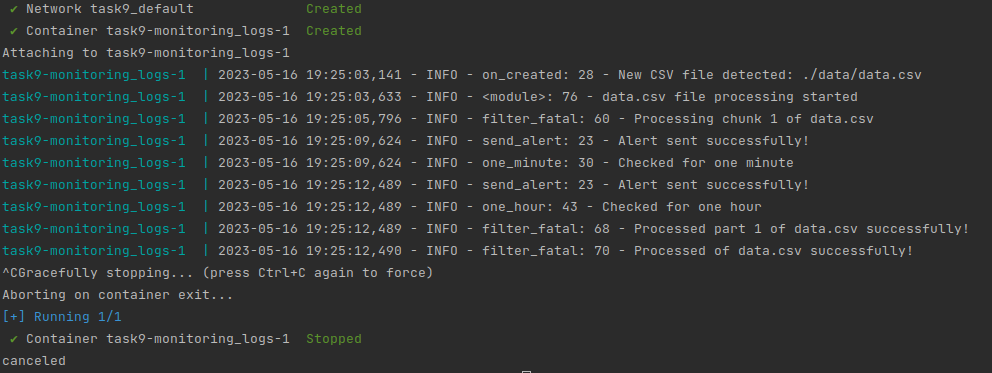 ✔ Network task9_default Created
✔ Container task9-monitoring_logs-1 Created
Attaching to task9-monitoring_logs-1
task9-monitoring_logs-1 | 2023-05-16 19:25:03,141 - INFO - on_created: 28 - New CSV file detected: ./data/data.csv
task9-monitoring_logs-1 | 2023-05-16 19:25:03,633 - INFO - <module>: 76 - data.csv file processing started
task9-monitoring_logs-1 | 2023-05-16 19:25:05,796 - INFO - filter_fatal: 60 - Processing chunk 1 of data.csv
task9-monitoring_logs-1 | 2023-05-16 19:25:09,624 - INFO - send_alert: 23 - Alert sent successfully!
task9-monitoring_logs-1 | 2023-05-16 19:25:09,624 - INFO - one_minute: 30 - Checked for one minute
task9-monitoring_logs-1 | 2023-05-16 19:25:12,489 - INFO - send_alert: 23 - Alert sent successfully!
task9-monitoring_logs-1 | 2023-05-16 19:25:12,489 - INFO - one_hour: 43 - Checked for one hour
task9-monitoring_logs-1 | 2023-05-16 19:25:12,489 - INFO - filter_fatal: 68 - Processed part 1 of data.csv successfully!
task9-monitoring_logs-1 | 2023-05-16 19:25:12,490 - INFO - filter_fatal: 70 - Processed of data.csv successfully!
^CGracefully stopping... (press Ctrl+C again to force)
Aborting on container exit...
[+] Running 1/1
✔ Container task9-monitoring_logs-1 Stopped
canceled